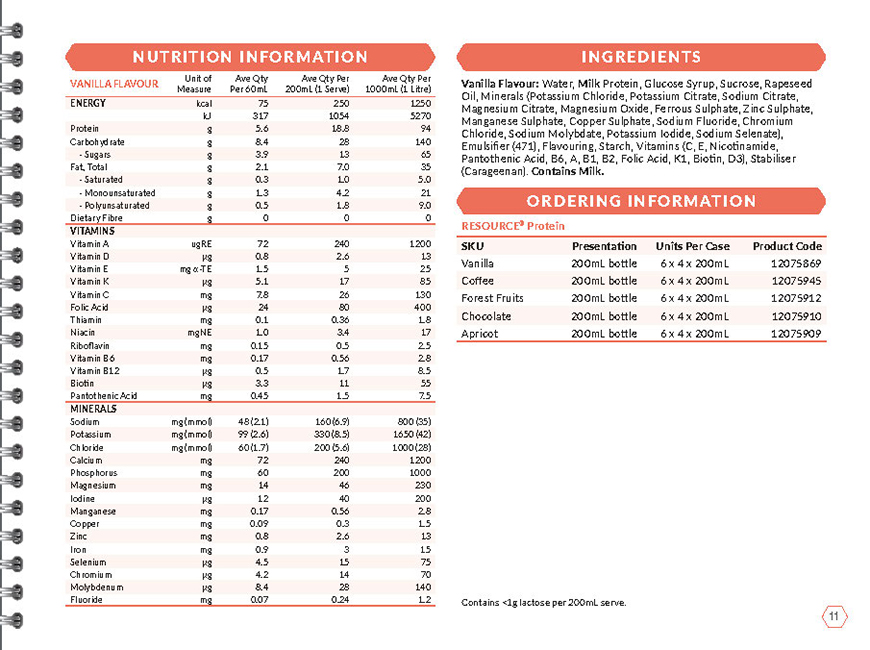 NUTRITION INFORMATION
VANILLA FLAVOUR Unit of Measure Ave Qty Per 60mL Ave Qty Per 200mL (1 Serve) Ave Qty Per 1000mL (1 Litre)
ENERGY kcal 75 250 1250
kJ 317 1054 5270
Protein g 5.6 18.8 94
Carbohydrate g 8.4 28 140
- Sugars g 3.9 13 65
Fat, Total g 2.1 7.0 35
- Saturated g 0.3 1.0 5.0
- Monounsaturated g 1.3 4.2 21
- Polyunsaturated g 0.5 1.8 9.0
Dietary Fibre g 0 0 0
VITAMINS
Vitamin A ugRE 72 240 1200
Vitamin D µg 0.8 2.6 13
Vitamin E mg α-TE 1.5 5 25
Vitamin K µg 5.1 17 85
Vitamin C mg 7.8 26 130
Folic Acid µg 24 80 400
Thiamin mg 0.1 0.36 1.8
Niacin mgNE 1.0 3.4 17
Riboflavin mg 0.15 0.5 2.5
Vitamin B6 mg 0.17 0.56 2.8
Vitamin B12 µg 0.5 1.7 8.5
Biotin µg 3.3 11 55
Pantothenic Acid mg 0.45 1.5 7.5
MINERALS
Sodium mg(mmol) 48 (2.1) 160 (6.9) 800 (35)
Potassium mg(mmol) 99 (2.6) 330 (8.5) 1650 (42)
Chloride mg(mmol) 60 (1.7) 200 (5.6) 1000 (28)
Calcium mg 72 240 1200
Phosphorus mg 60 200 1000
Magnesium mg 14 46 230
Iodine µg 12 40 200
Manganese mg 0.17 0.56 2.8
Copper mg 0.09 0.3 1.5
Zinc mg 0.8 2.6 13
Iron mg 0.9 3 15
Selenium µg 4.5 15 75
Chromium µg 4.2 14 70
Molybdenum µg 8.4 28 140
Fluoride mg 0.07 0.24 1.2
INGREDIENTS
Vanilla Flavour: Water, Milk Protein, Glucose Syrup, Sucrose, Rapeseed
Oil, Minerals (Potassium Chloride, Potassium Citrate, Sodium Citrate,
Magnesium Citrate, Magnesium Oxide, Ferrous Sulphate, Zinc Sulphate,
Manganese Sulphate, Copper Sulphate, Sodium Fluoride, Chromium
Chloride, Sodium Molybdate, Potassium Iodide, Sodium Selenate),
Emulsifier (471), Flavouring, Starch, Vitamins (C, E, Nicotinamide,
Pantothenic Acid, B6, A, B1, B2, Folic Acid, K1, Biotin, D3), Stabiliser
(Carageenan). Contains Milk.
ORDERING INFORMATION
RESOURCE® Protein
SKU Presentation Units Per Case Product Code
Vanilla 200mL bottle 6 x 4 x 200mL 12075869
Coffee 200mL bottle 6 x 4 x 200mL 12075945
Forest Fruits 200mL bottle 6 x 4 x 200mL 12075912
Chocolate 200mL bottle 6 x 4 x 200mL 12075910
Apricot 200mL bottle 6 x 4 x 200mL 12075909
Contains <1g lactose per 200mL serve.
11